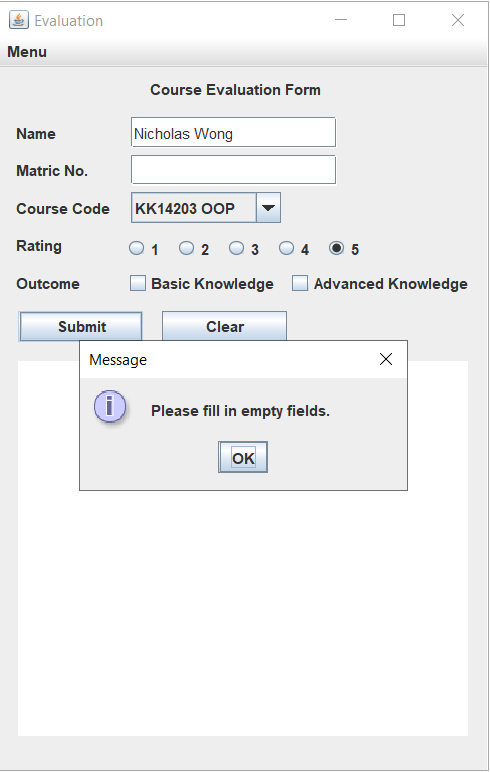 Evaluation
Menu
Course Evaluation Form
Name Nicholas Wong
Matric No.
Course Code KK14203 OOP
Rating 1 2 3 4 5
Outcome Basic Knowledge Advanced Knowledge
Submit Clear
Message
Please fill in empty fields.
OK